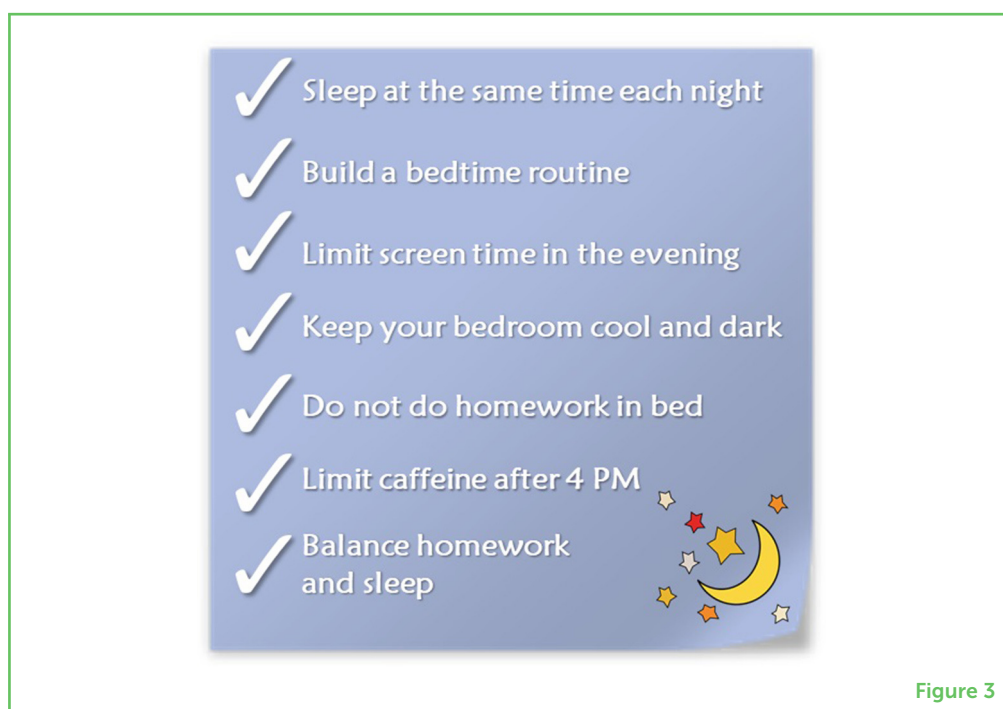 Sleep at the same time each night
Build a bedtime routine
Limit screen time in the evening
Keep your bedroom cool and dark
Do not do homework in bed
Limit caffeine after 4 PM
Balance homework
and sleep
Figure 3